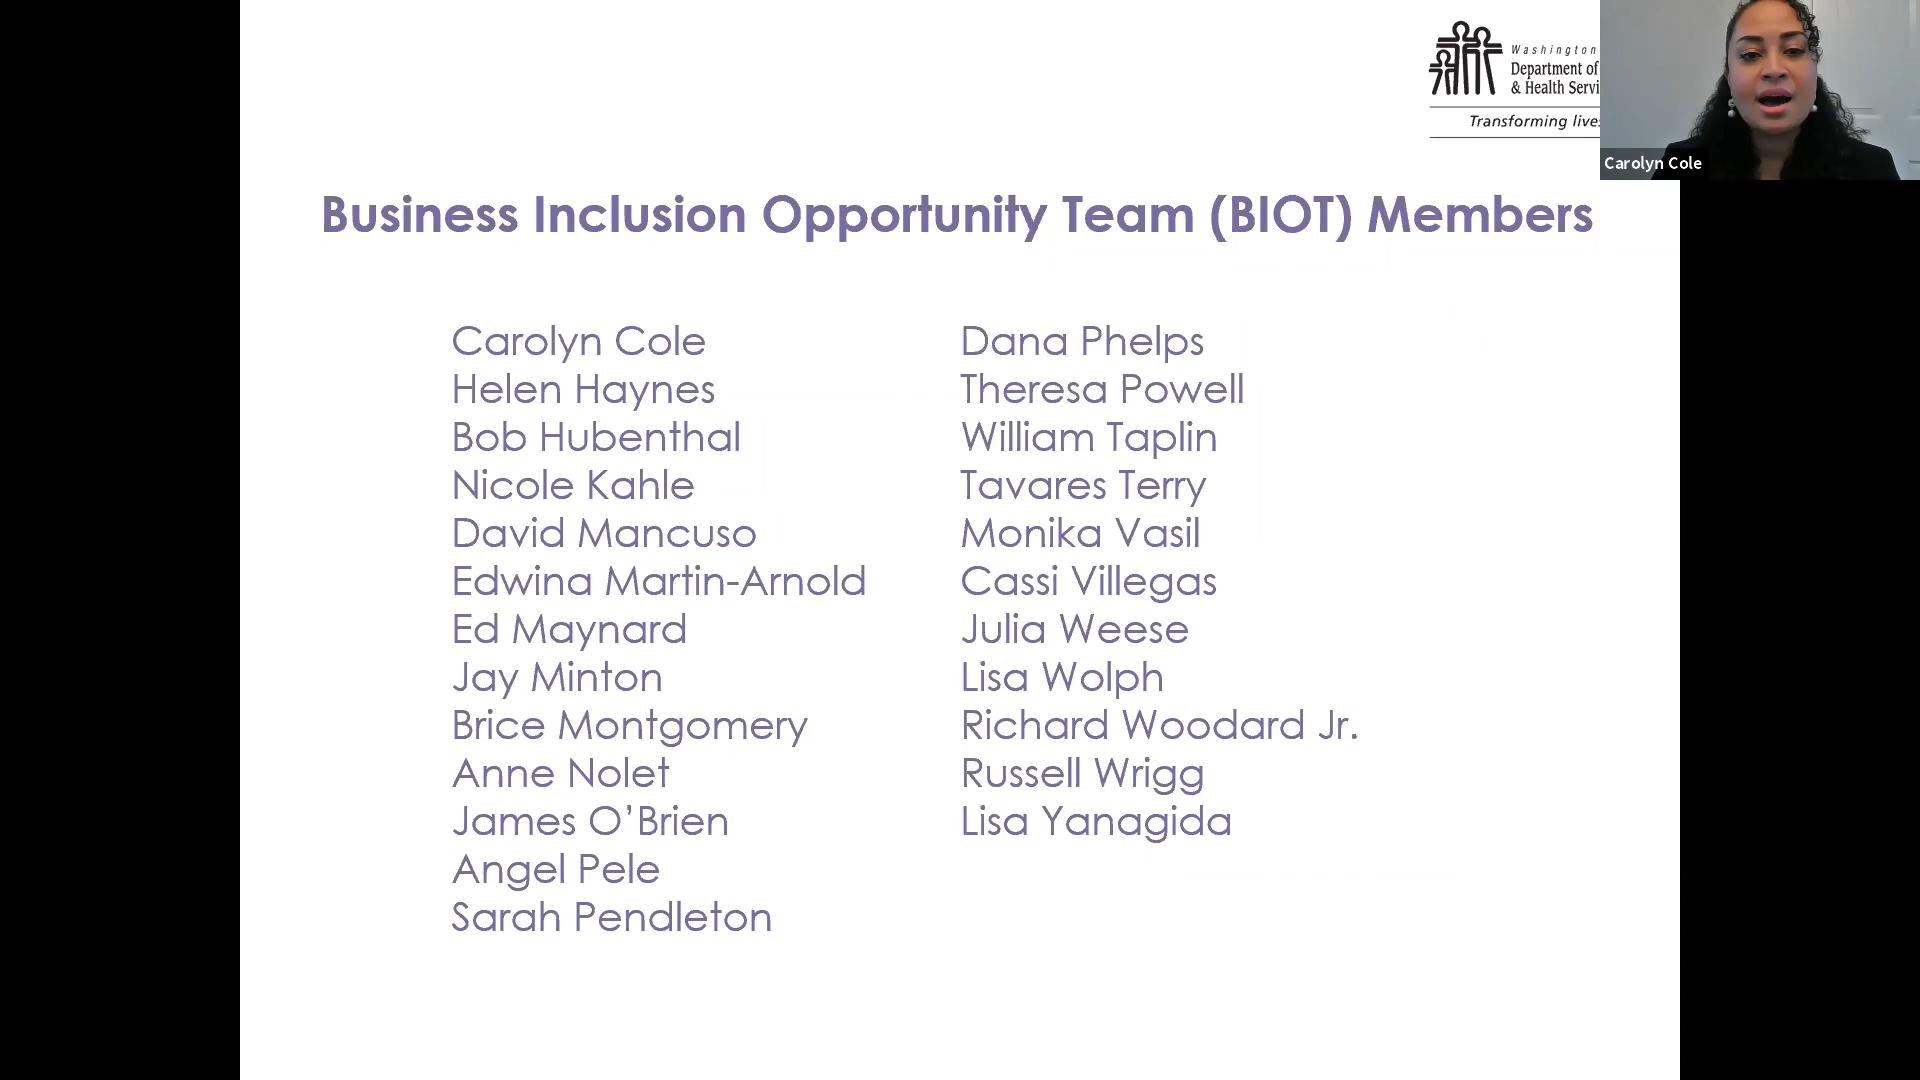 Washington
Department of
& Health Servi
Transforming lives
Carolyn Cole
Business Inclusion Opportunity Team (BIOT) Members
Carolyn Cole
Helen Haynes
Bob Hubenthal
Nicole Kahle
David Mancuso
Edwina Martin-Arnold
Ed Maynard
Jay Minton
Brice Montgomery
Anne Nolet
James O’Brien
Angel Pele
Sarah Pendleton
Dana Phelps
Theresa Powell
William Taplin
Tavares Terry
Monika Vasil
Cassi Villegas
Julia Weese
Lisa Wolph
Richard Woodard Jr.
Russell Wrigg
Lisa Yanagida